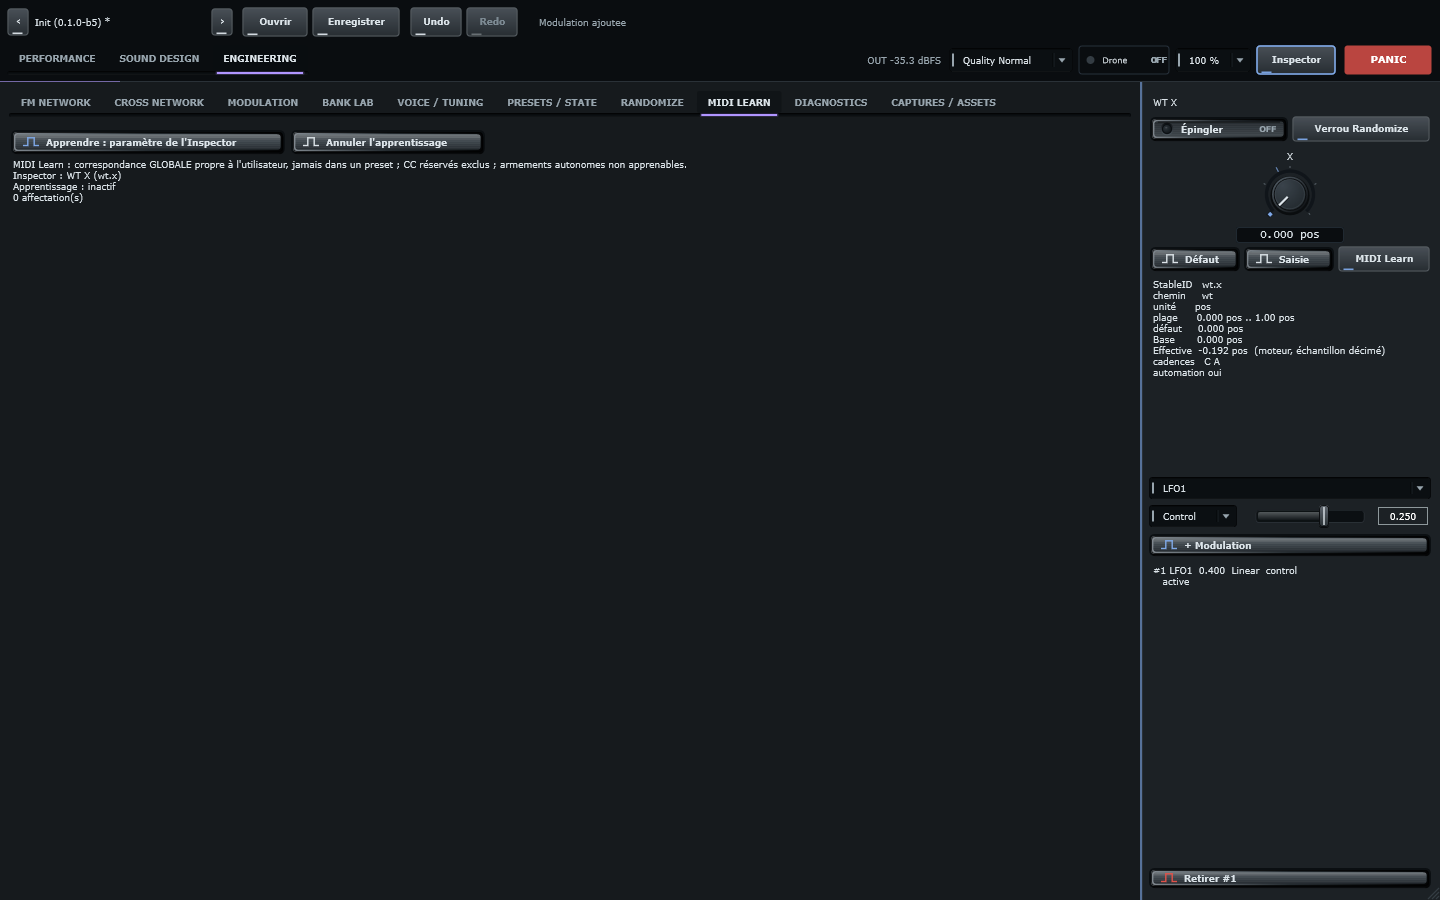 ‹ Init (0.1.0-b5) * › Ouvrir Enregistrer Undo Redo Modulation ajoutee
PERFORMANCE SOUND DESIGN ENGINEERING OUT -35.3 dBFS Quality Normal Drone OFF 100 % Inspector PANIC
FM NETWORK CROSS NETWORK MODULATION BANK LAB VOICE / TUNING PRESETS / STATE RANDOMIZE MIDI LEARN DIAGNOSTICS CAPTURES / ASSETS
Apprendre : paramètre de l'Inspector Annuler l'apprentissage
MIDI Learn : correspondance GLOBALE propre à l'utilisateur, jamais dans un preset ; CC réservés exclus ; armements autonomes non apprenables.
Inspector : WT X (wt.x)
Apprentissage : inactif
0 affectation(s)
WT X
Épingler OFF Verrou Randomize
X
0.000 pos
Défaut Saisie MIDI Learn
StableID wt.x
chemin wt
unité pos
plage 0.000 pos .. 1.00 pos
défaut 0.000 pos
Base 0.000 pos
Effective -0.192 pos (moteur, échantillon décimé)
cadences C A
automation oui
LFO1
Control 0.250
+ Modulation
#1 LFO1 0.400 Linear control
active
Retirer #1